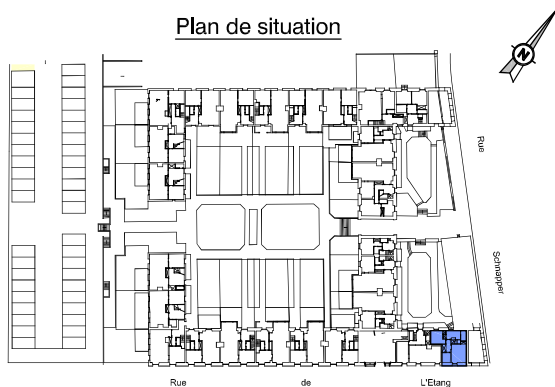 Plan de situation
N
Rue
Schnapper
Rue de L'Etang